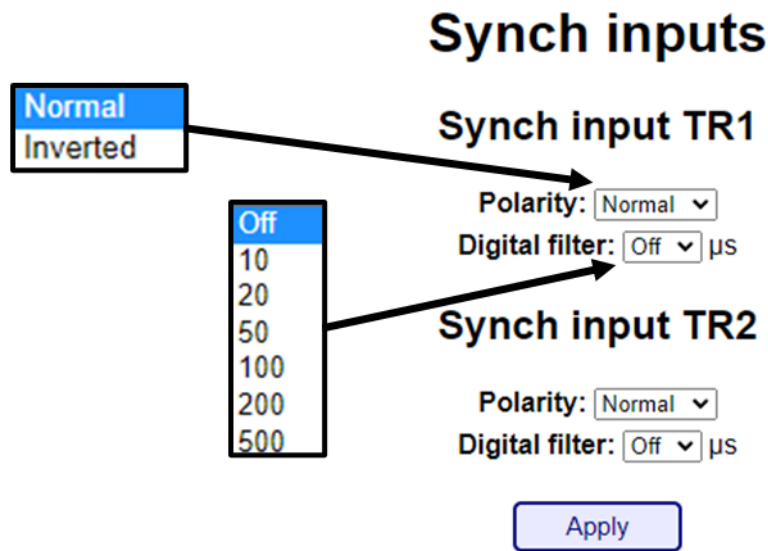 Synch inputs
Normal
Inverted
Synch input TR1
Polarity: Normal
Digital filter: Off µs
Off
10
20
50
100
200
500
Synch input TR2
Polarity: Normal
Digital filter: Off µs
Apply